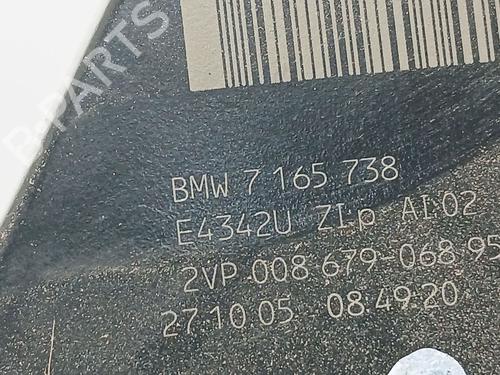 B-PARTS
BMW 7 165 738
E4342U ZI.p AI:02
2VP 008 679-068 95
27.10.05 08:49:20